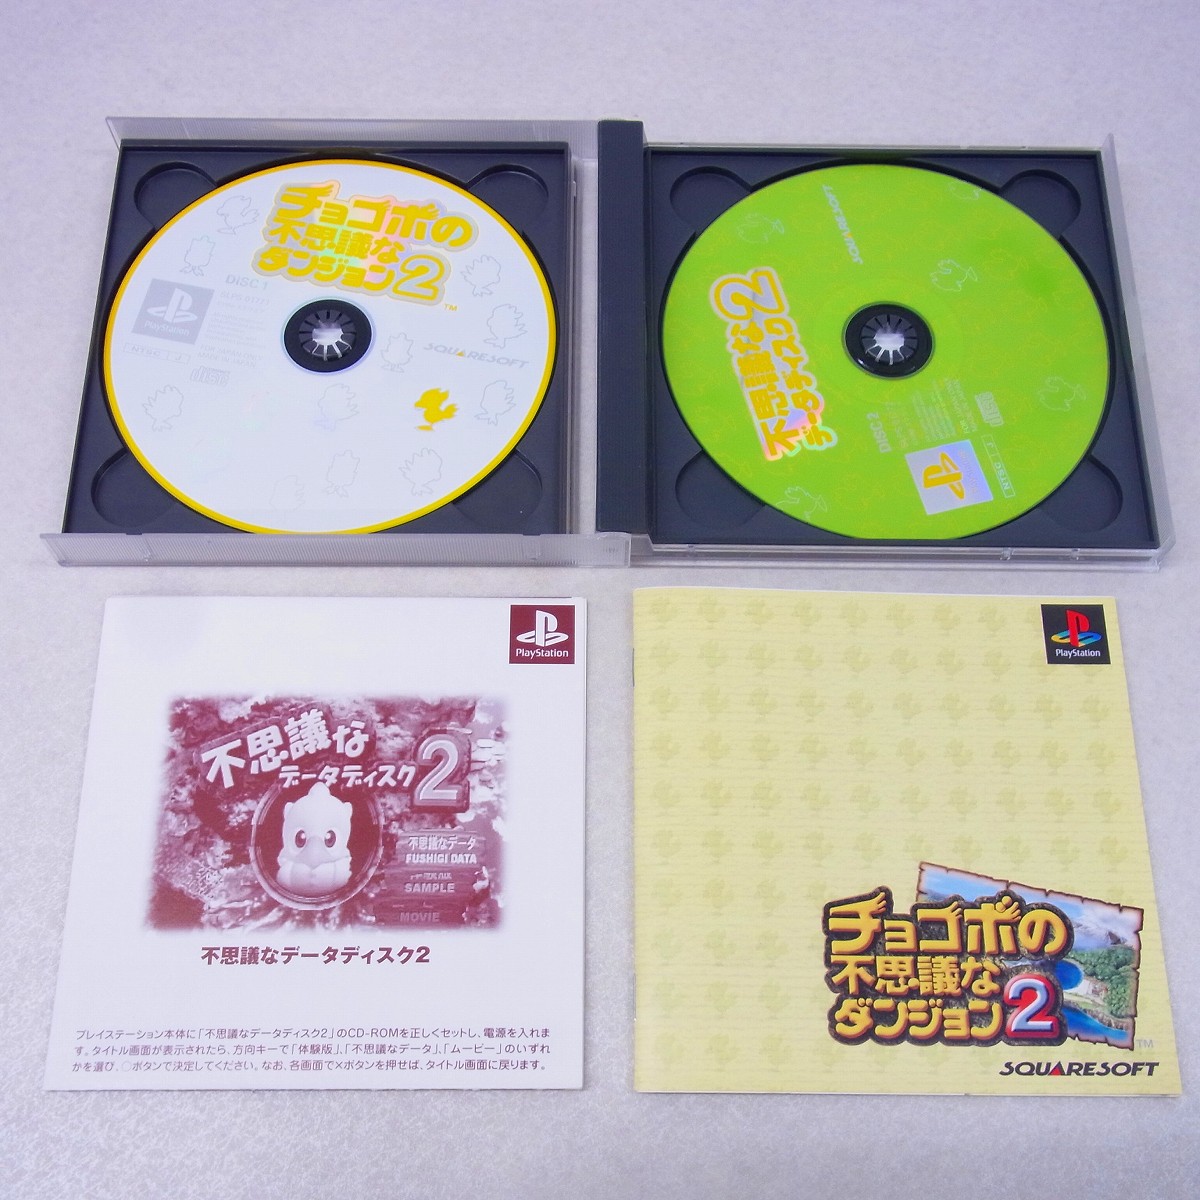 チョコボの
不思議な
ダンジョン2
TM
DISC 1
PlayStation
NTSC J
SQUARESOFT
SQUARESOFT
不思議な2
データディスク
DISC 2
NTSC J
PlayStation
不思議な
データディスク2
不思議なデータ
FUSHIGI DATA
SAMPLE
MOVIE
不思議なデータディスク2
プレイステーション本体に「不思議なデータディスク2」のCD-ROMを正しくセットし、電源を入れま
す。タイトル画面が表示されたら、方向キーで「体験版」、「不思議なデータ」、「ムービー」のいずれ
かを選び、○ボタンで決定してください。なお、各画面で×ボタンを押せば、タイトル画面に戻ります。
PlayStation
チョコボの
不思議な
ダンジョン2
TM
SQUARESOFT